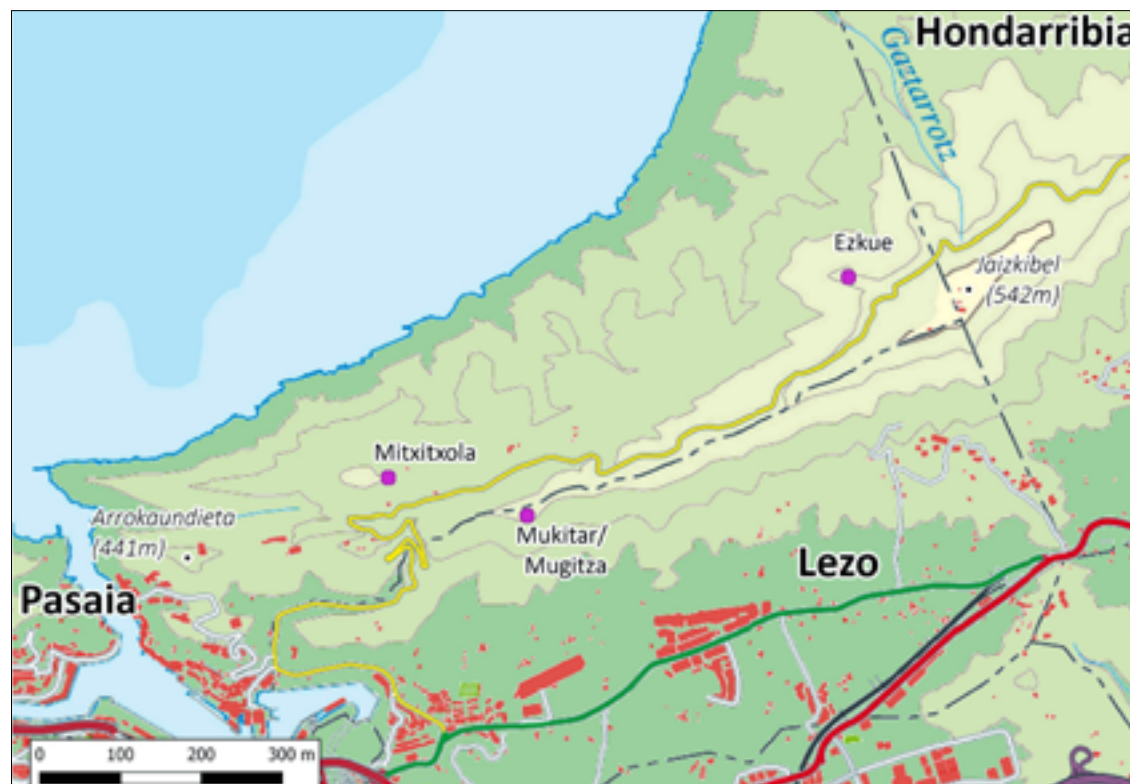 Hondarribia
Gaztarrotz
Ezkue
Jaizkibel
(542m)
Mitxitxola
Arrokaundieta
(441m)
Mukitar/
Mugitza
Lezo
Pasaia
0 100 200 300 m